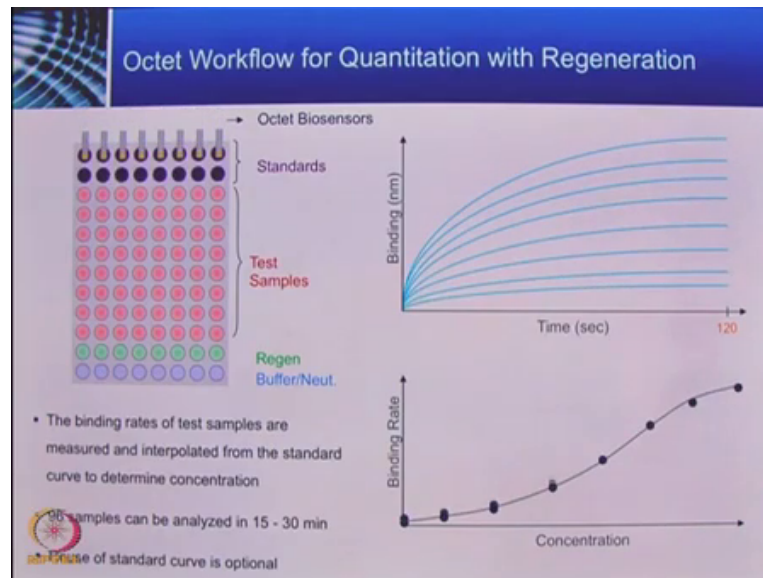 Octet Workflow for Quantitation with Regeneration
Octet Biosensors
Standards
Test
Samples
Regen
Buffer/Neut.
Binding (nm)
Time (sec)
120
Binding Rate
Concentration
• The binding rates of test samples are
measured and interpolated from the standard
curve to determine concentration
96 samples can be analyzed in 15 - 30 min
of standard curve is optional